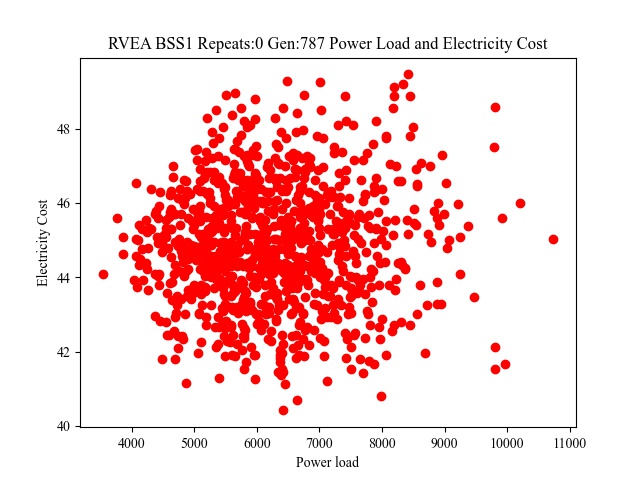 RVEA BSS1 Repeats:0 Gen:787 Power Load and Electricity Cost
48
46
44
42
40
Electricity Cost
4000 5000 6000 7000 8000 9000 10000 11000
Power load